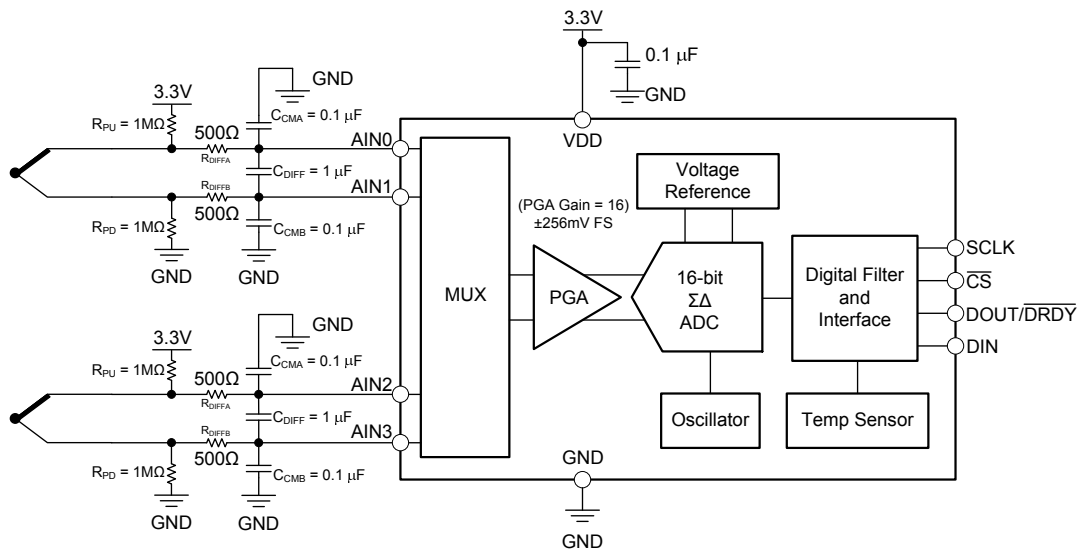 3.3V
0.1 μF
GND
VDD
GND
3.3V
C_CMA = 0.1 μF
R_PU = 1MΩ
500Ω
R_DIFFA
AIN0
C_DIFF = 1 μF
R_DIFFB
AIN1
500Ω
R_PD = 1MΩ
C_CMB = 0.1 μF
GND
GND
GND
3.3V
C_CMA = 0.1 μF
R_PU = 1MΩ
500Ω
R_DIFFA
AIN2
C_DIFF = 1 μF
R_DIFFB
AIN3
500Ω
R_PD = 1MΩ
C_CMB = 0.1 μF
GND
GND
MUX
(PGA Gain = 16)
±256mV FS
PGA
Voltage
Reference
16-bit
ΣΔ
ADC
Oscillator
Digital Filter
and
Interface
Temp Sensor
SCLK
C̅S̅
DOUT/D̅R̅D̅Y̅
DIN
GND
GND